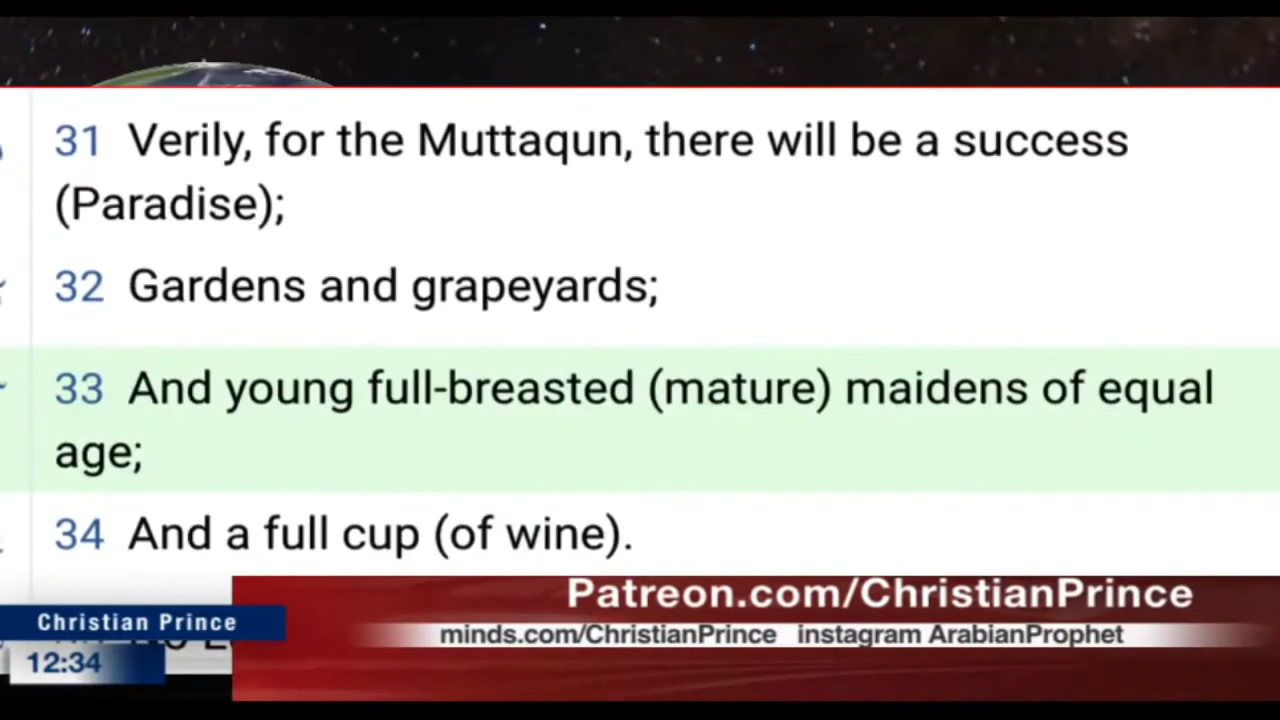 31 Verily, for the Muttaqun, there will be a success
(Paradise);
32 Gardens and grapeyards;
33 And young full-breasted (mature) maidens of equal
age;
34 And a full cup (of wine).
Patreon.com/ChristianPrince
Christian Prince
minds.com/ChristianPrince instagram ArabianProphet
12:34